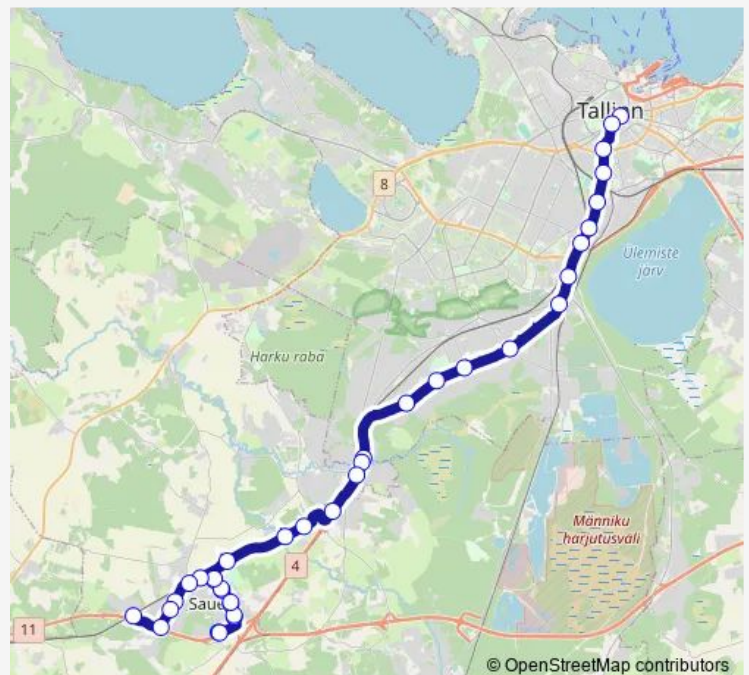 Tallinn
8
Ülemiste
järv
Harku raba
Männiku
harjutusväli
4
Saue
11
© OpenStreetMap contributors